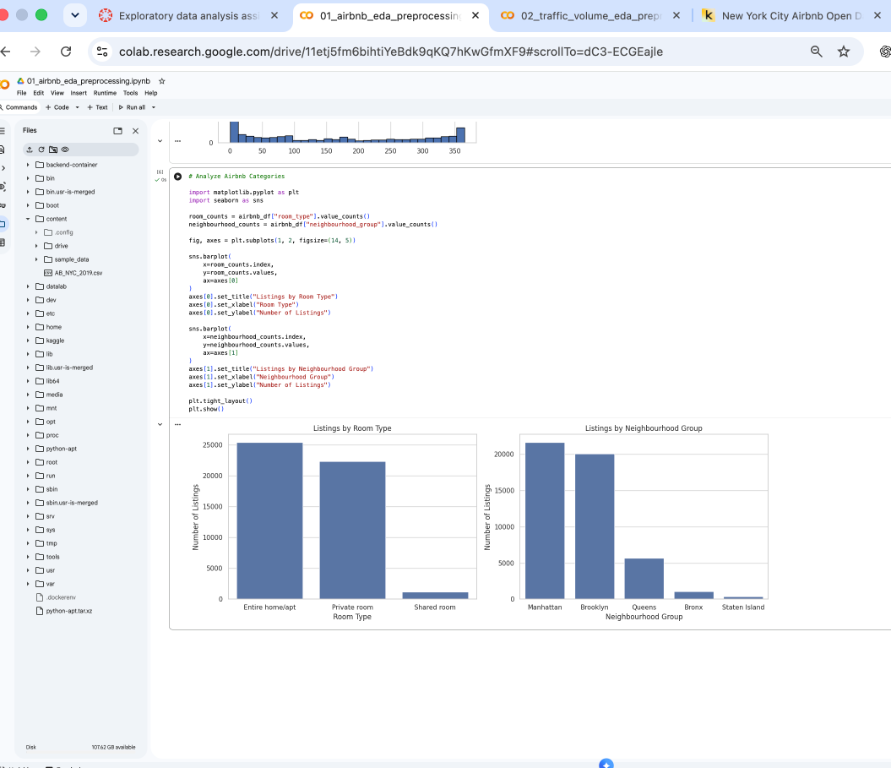 Exploratory data analysis ass
01_airbnb_eda_preprocessin
02_traffic_volume_eda_prep
New York City Airbnb Open D
colab.research.google.com/drive/11etj5fm6bihtiYeBdk9qKQ7hKwGfmXF9#scrollTo=dC3-ECGEajle
01_airbnb_eda_preprocessing.ipynb
File Edit View Insert Runtime Tools Help
Commands + Code + Text Run all
Files
backend-container
bin
bin.usr-is-merged
boot
content
.config
drive
sample_data
AB_NYC_2019.csv
datalab
dev
etc
home
kaggle
lib
lib.usr-is-merged
lib64
media
mnt
opt
proc
python-apt
root
run
sbin
sbin.usr-is-merged
srv
sys
tmp
tools
usr
var
.dockerenv
python-apt.tar.xz
Disk 107.62 GB available
0
0 50 100 150 200 250 300 350
# Analyze Airbnb Categories
import matplotlib.pyplot as plt
import seaborn as sns
room_counts = airbnb_df["room_type"].value_counts()
neighbourhood_counts = airbnb_df["neighbourhood_group"].value_counts()
fig, axes = plt.subplots(1, 2, figsize=(14, 5))
sns.barplot(
x=room_counts.index,
y=room_counts.values,
ax=axes[0]
)
axes[0].set_title("Listings by Room Type")
axes[0].set_xlabel("Room Type")
axes[0].set_ylabel("Number of Listings")
sns.barplot(
x=neighbourhood_counts.index,
y=neighbourhood_counts.values,
ax=axes[1]
)
axes[1].set_title("Listings by Neighbourhood Group")
axes[1].set_xlabel("Neighbourhood Group")
axes[1].set_ylabel("Number of Listings")
plt.tight_layout()
plt.show()
Listings by Room Type
Number of Listings
25000
20000
15000
10000
5000
0
Entire home/apt Private room Shared room
Room Type
Listings by Neighbourhood Group
Number of Listings
20000
15000
10000
5000
0
Manhattan Brooklyn Queens Bronx Staten Island
Neighbourhood Group